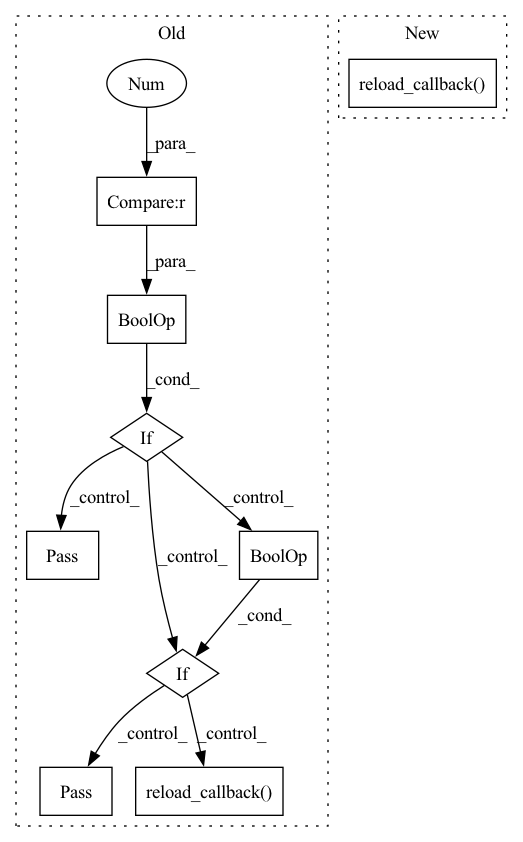 Old
New
Num
reload_callback()
_para_
Compare:r
_para_
BoolOp
_cond_
If
_control_
_control_
Pass
_control_
BoolOp
_cond_
If
_control_
_control_
Pass
reload_callback()